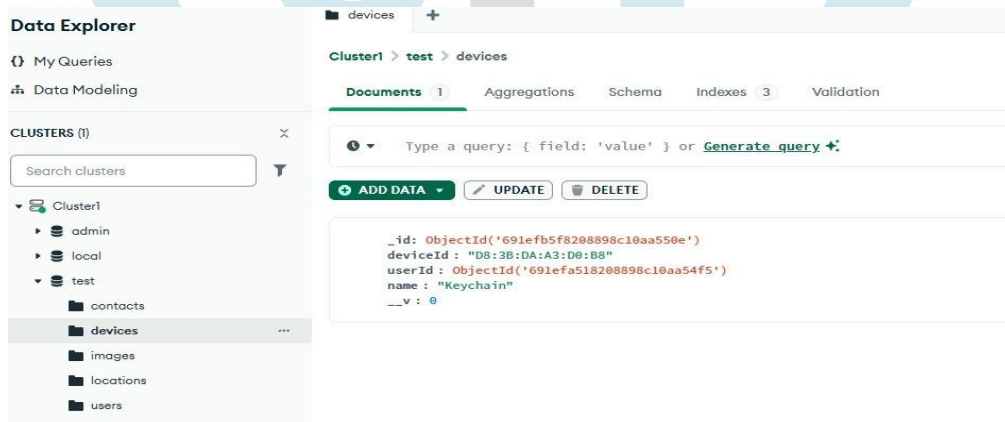 Data Explorer
{} My Queries
Data Modeling
CLUSTERS (1)
Search clusters
Cluster1
admin
local
test
contacts
devices
images
locations
users
devices +
Cluster1 > test > devices
Documents 1 Aggregations Schema Indexes 3 Validation
Type a query: { field: 'value' } or Generate query
ADD DATA UPDATE DELETE
_id: ObjectId('691efb5f8208898c10aa550e')
deviceId : "D8:3B:DA:A3:D0:B8"
userId : ObjectId('691efa518208898c10aa54f5')
name : "Keychain"
__v : 0